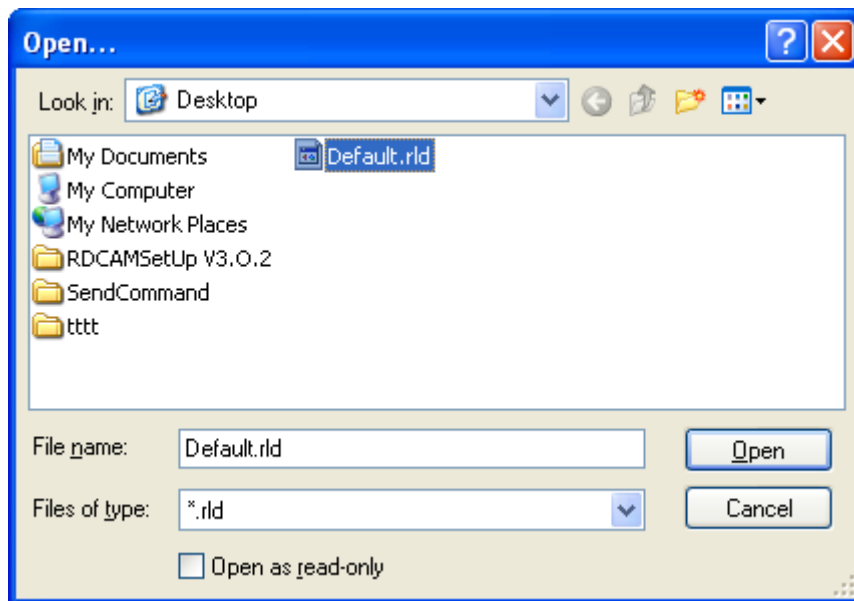 Open...
Look in: Desktop
My Documents
Default.rld
My Computer
My Network Places
RDCAMSetUp V3.0.2
SendCommand
tttt
File name: Default.rld
Open
Files of type: *.rld
Cancel
Open as read-only